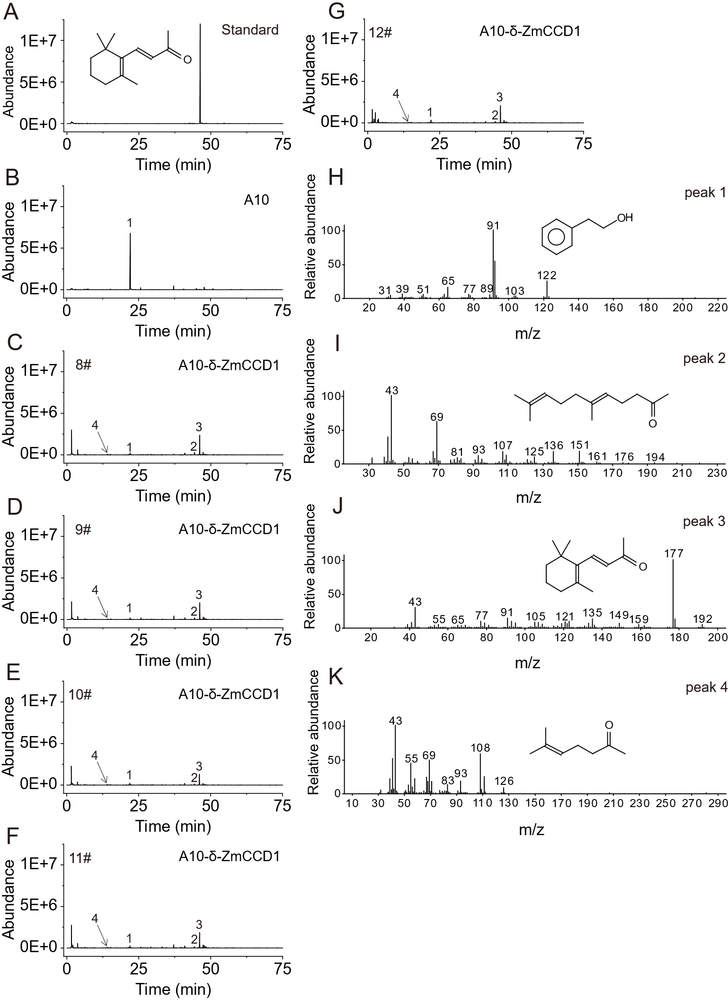 A
Standard
O
Abundance
1E+7
5E+6
0E+0
0 25 50 75
Time (min)
B
A10
1
Abundance
1E+7
5E+6
0E+0
0 25 50 75
Time (min)
C
8#
A10-δ-ZmCCD1
4 1 2 3
Abundance
1E+7
5E+6
0E+0
0 25 50 75
Time (min)
D
9#
A10-δ-ZmCCD1
4 1 2 3
Abundance
1E+7
5E+6
0E+0
0 25 50 75
Time (min)
E
10#
A10-δ-ZmCCD1
4 1 2 3
Abundance
1E+7
5E+6
0E+0
0 25 50 75
Time (min)
F
11#
A10-δ-ZmCCD1
4 1 2 3
Abundance
1E+7
5E+6
0E+0
0 25 50 75
Time (min)
G
12#
A10-δ-ZmCCD1
4 1 2 3
Abundance
1E+7
5E+6
0E+0
0 25 50 75
Time (min)
H
peak 1
OH
Relative abundance
100
50
0
31 39 51 65 77 89 91 103 122
20 40 60 80 100 120 140 160 180 200 220
m/z
I
peak 2
O
Relative abundance
100
50
0
43 69 81 93 107 125 136 151 161 176 194
30 50 70 90 110 130 150 170 190 210 230
m/z
J
peak 3
O
Relative abundance
100
50
0
43 55 65 77 91 105 121 135 149 159 177 192
20 40 60 80 100 120 140 160 180 200
m/z
K
peak 4
O
Relative abundance
100
50
0
43 55 69 83 93 108 126
10 30 50 70 90 110 130 150 170 190 210 230 250 270 290
m/z